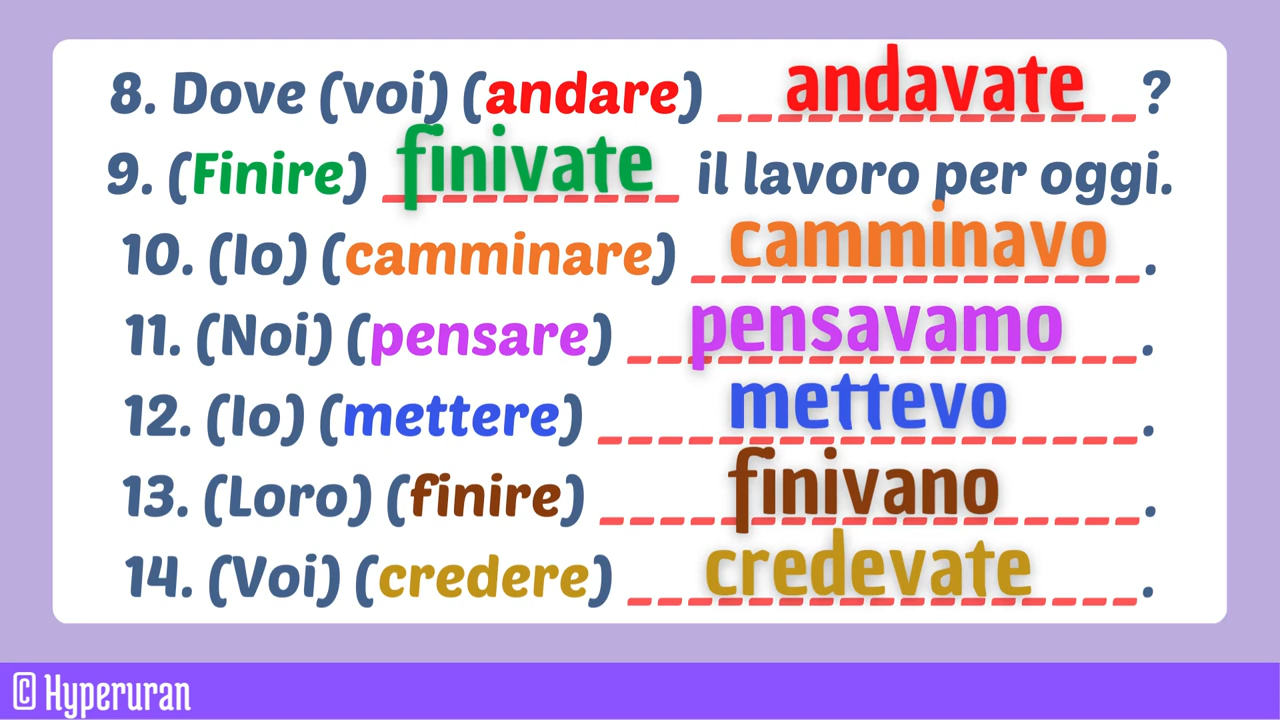 8. Dove (voi) (andare) andavate ?
9. (Finire) finivate il lavoro per oggi.
10. (Io) (camminare) camminavo .
11. (Noi) (pensare) pensavamo .
12. (Io) (mettere) mettevo .
13. (Loro) (finire) finivano .
14. (Voi) (credere) credevate .
© Hyperuran